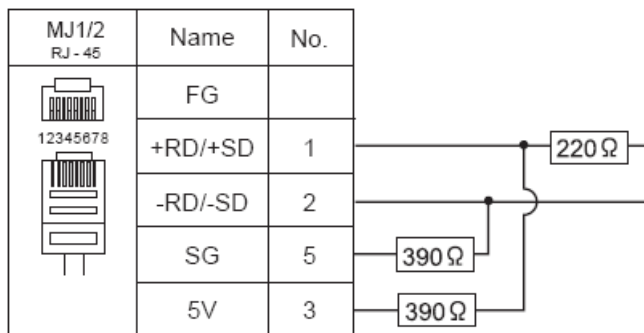 MJ1/2 Name No.
RJ - 45
FG
12345678
+RD/+SD 1 220Ω
-RD/-SD 2
SG 5 390Ω
5V 3 390Ω